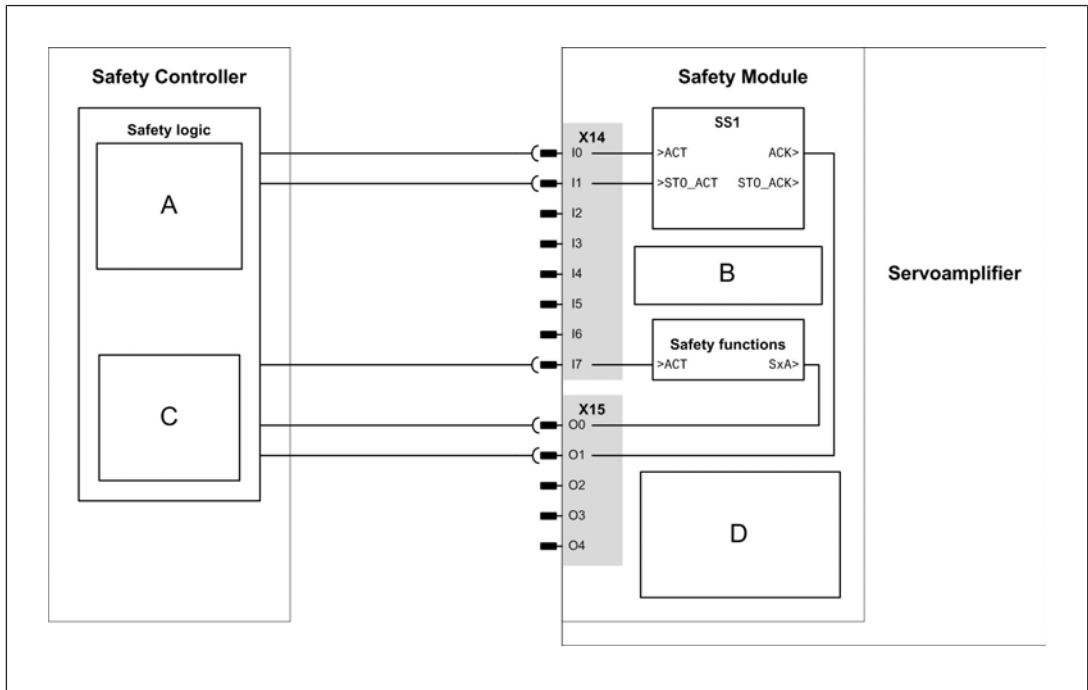 Safety Controller
Safety logic
A
C
Safety Module
Servoamplifier
X14
I0
I1
I2
I3
I4
I5
I6
I7
X15
O0
O1
O2
O3
O4
SS1
>ACT ACK>
>STO_ACT STO_ACK>
B
Safety functions
>ACT SxA>
D